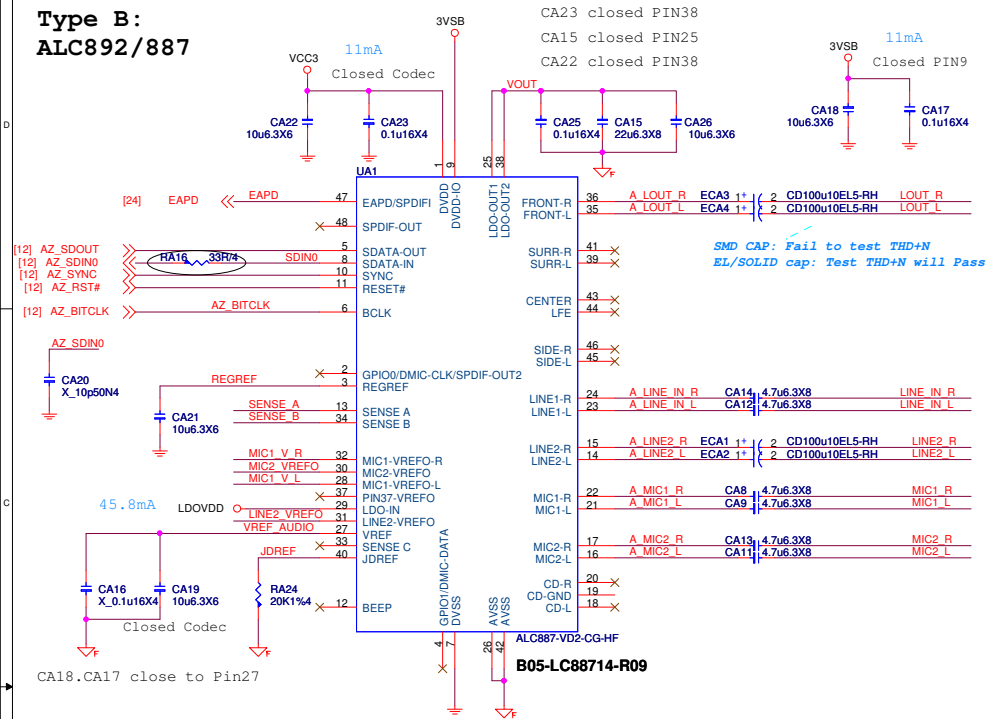 Type B:
ALC892/887
CA23 closed PIN38
CA15 closed PIN25
CA22 closed PIN38
3VSB
VCC3
11mA
Closed Codec
CA22
10u6.3X6
CA23
0.1u16X4
VOUT
CA25
0.1u16X4
CA15
22u6.3X8
CA26
10u6.3X6
3VSB
11mA
Closed PIN9
CA18
10u6.3X6
CA17
0.1u16X4
D
C
F
UA1
1
9
25
38
DVDD
DVDD-IO
LDO-OUT1
LDO-OUT2
[24] EAPD
EAPD
47
EAPD/SPDIFI
48
SPDIF-OUT
[12] AZ_SDOUT
5
SDATA-OUT
[12] AZ_SDIN0
RA16
33R/4
SDIN0
8
SDATA-IN
[12] AZ_SYNC
10
SYNC
[12] AZ_RST#
11
RESET#
[12] AZ_BITCLK
AZ_BITCLK
6
BCLK
AZ_SDIN0
CA20
X_10p50N4
2
GPIO0/DMIC-CLK/SPDIF-OUT2
REGREF
3
REGREF
CA21
10u6.3X6
SENSE_A
13
SENSE A
SENSE_B
34
SENSE B
MIC1_V_R
32
MIC1-VREFO-R
MIC2_VREFO
30
MIC2-VREFO
MIC1_V_L
28
MIC1-VREFO-L
37
PIN37-VREFO
45.8mA
LDOVDD
29
LDO-IN
LINE2_VREFO
31
LINE2-VREFO
VREF_AUDIO
27
VREF
33
SENSE C
JDREF
40
JDREF
CA16
X_0.1u16X4
CA19
10u6.3X6
RA24
20K1%4
Closed Codec
12
BEEP
F
F
CA18.CA17 close to Pin27
FRONT-R
36
A_LOUT_R
ECA3
1
+
2
CD100u10EL5-RH
LOUT_R
FRONT-L
35
A_LOUT_L
ECA4
1
+
2
CD100u10EL5-RH
LOUT_L
SMD CAP: Fail to test THD+N
EL/SOLID cap: Test THD+N will Pass
SURR-R
41
SURR-L
39
CENTER
43
LFE
44
SIDE-R
46
SIDE-L
45
LINE1-R
24
A_LINE_IN_R
CA14
4.7u6.3X8
LINE_IN_R
LINE1-L
23
A_LINE_IN_L
CA12
4.7u6.3X8
LINE_IN_L
LINE2-R
15
A_LINE2_R
ECA1
1
+
2
CD100u10EL5-RH
LINE2_R
LINE2-L
14
A_LINE2_L
ECA2
1
+
2
CD100u10EL5-RH
LINE2_L
MIC1-R
22
A_MIC1_R
CA8
4.7u6.3X8
MIC1_R
MIC1-L
21
A_MIC1_L
CA9
4.7u6.3X8
MIC1_L
MIC2-R
17
A_MIC2_R
CA13
4.7u6.3X8
MIC2_R
MIC2-L
16
A_MIC2_L
CA11
4.7u6.3X8
MIC2_L
CD-R
20
CD-GND
19
CD-L
18
GPIO1/DMIC-DATA
DVSS
AVSS
AVSS
4
7
26
42
ALC887-VD2-CG-HF
B05-LC88714-R09
F